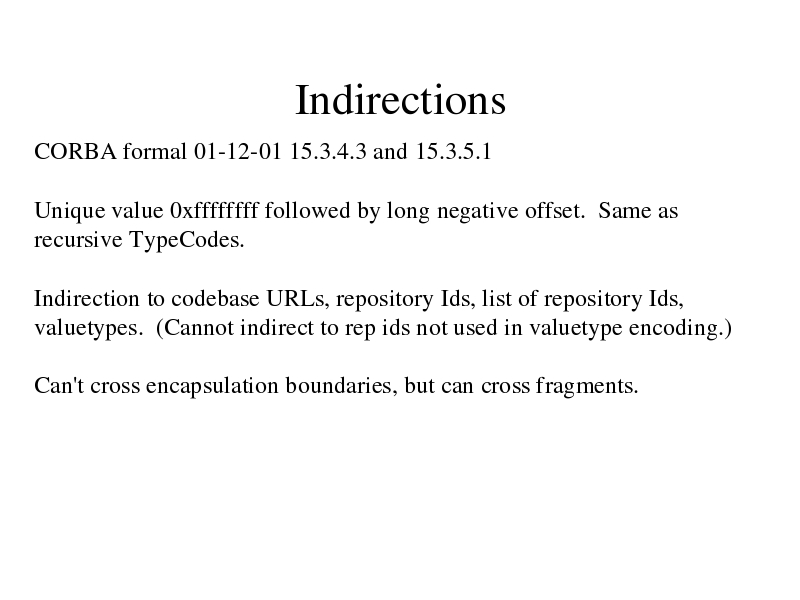 Indirections
CORBA formal 01-12-01 15.3.4.3 and 15.3.5.1
Unique value 0xffffffff followed by long negative offset.  Same as
recursive TypeCodes.
Indirection to codebase URLs, repository Ids, list of repository Ids,
valuetypes.  (Cannot indirect to rep ids not used in valuetype encoding.)
Can't cross encapsulation boundaries, but can cross fragments.